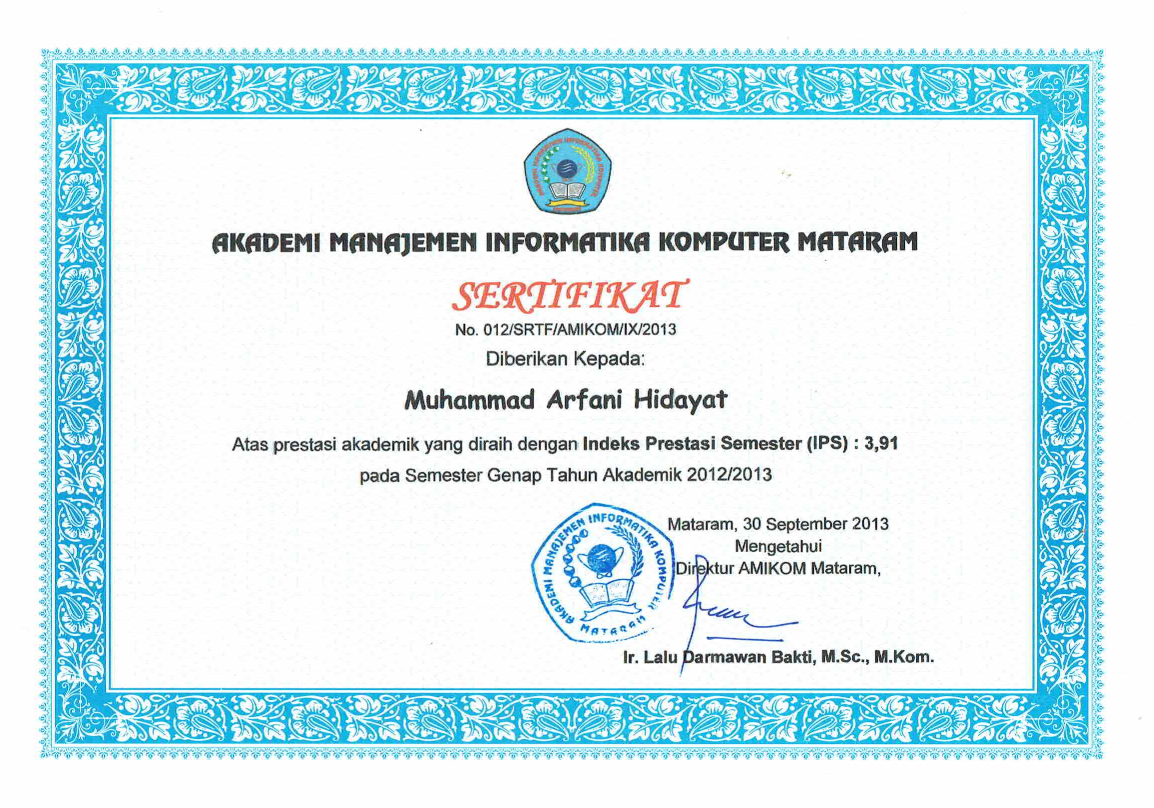 AKADEMI MANAJEMEN INFORMATIKA KOMPUTER MATARAM
SERTIFIKAT
No. 012/SRTF/AMIKOM/IX/2013
Diberikan Kepada:
Muhammad Arfani Hidayat
Atas prestasi akademik yang diraih dengan Indeks Prestasi Semester (IPS) : 3,91
pada Semester Genap Tahun Akademik 2012/2013
Mataram, 30 September 2013
Mengetahui
Direktur AMIKOM Mataram,
AKADEMI MANAJEMEN INFORMATIKA KOMPUTER
MATARAM
Ir. Lalu Darmawan Bakti, M.Sc., M.Kom.